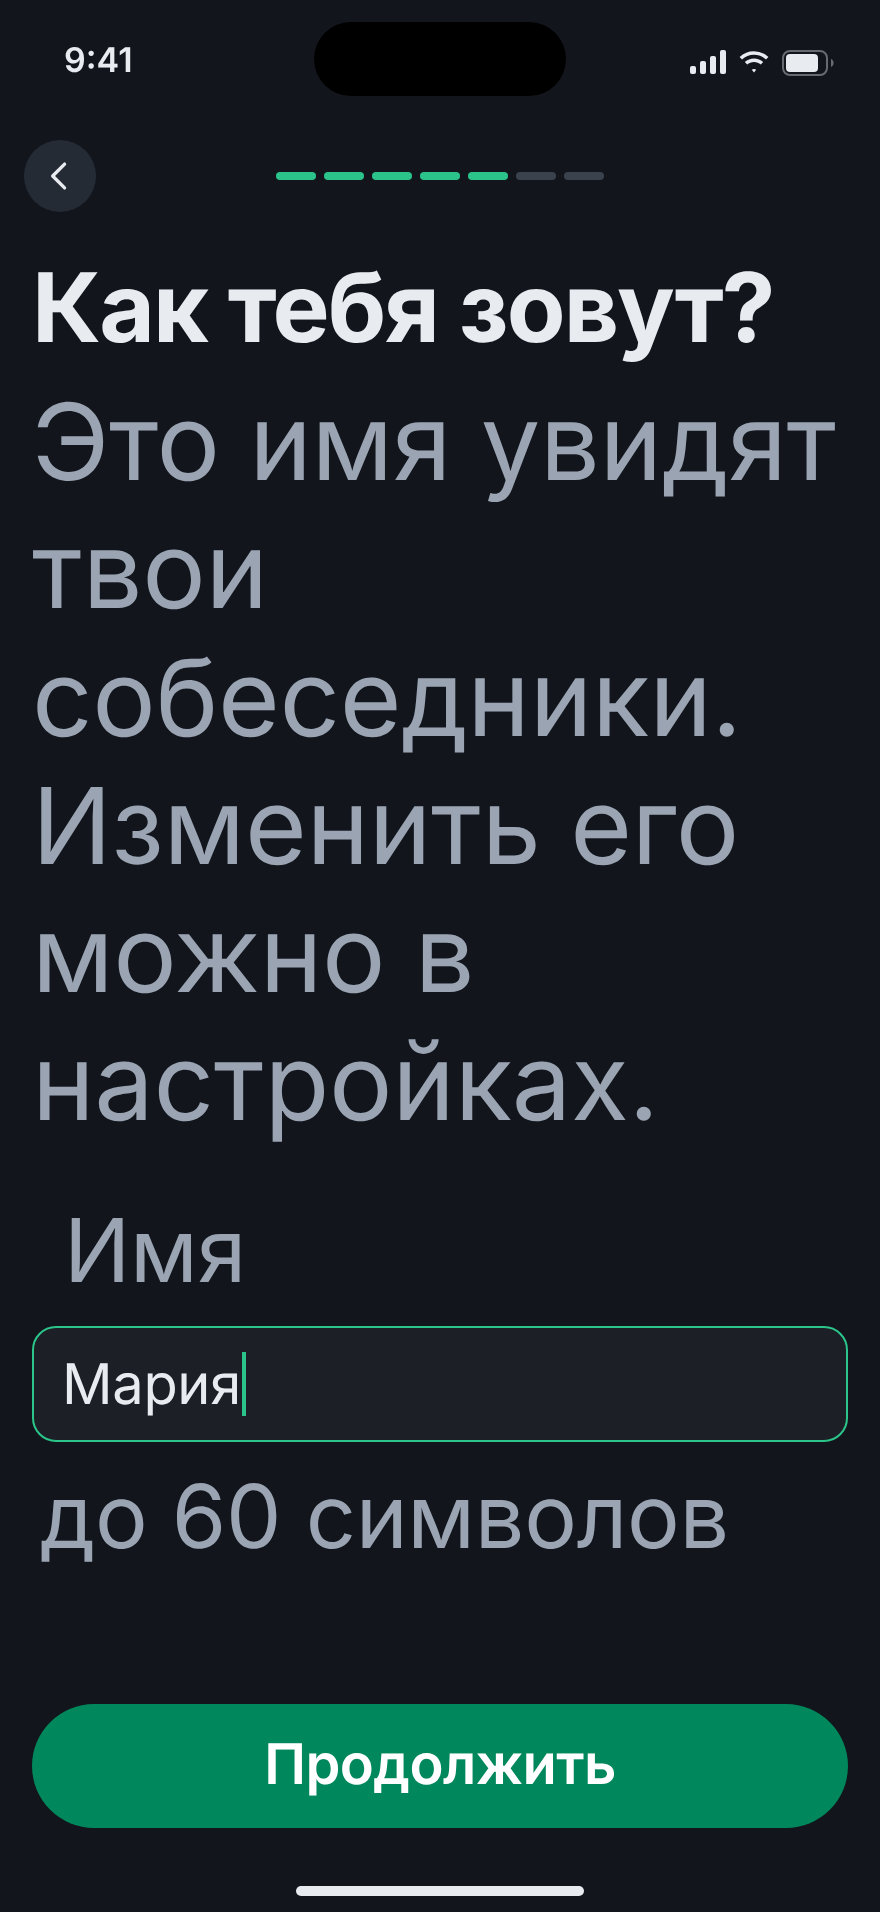 9:41
Как тебя зовут?
Это имя увидят
твои
собеседники.
Изменить его
можно в
настройках.
Имя
Мария
до 60 символов
Продолжить